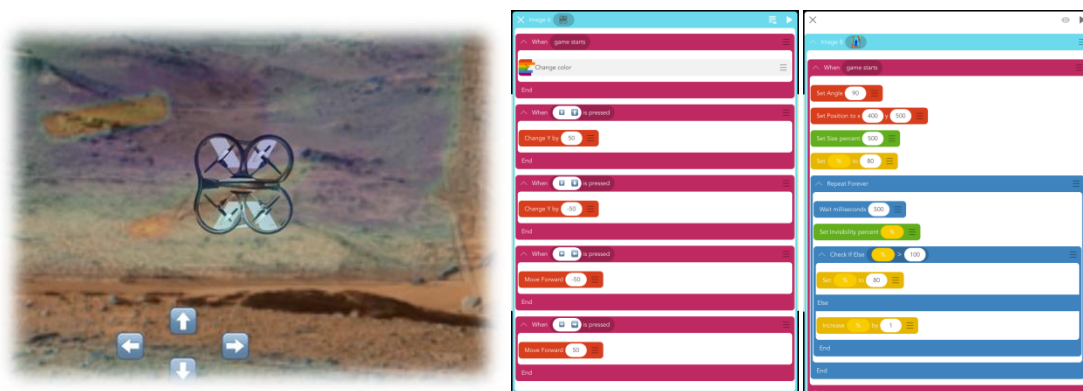 Image 6
When game starts
Change color
End
When is pressed
Change Y by 50
End
When is pressed
Change Y by -50
End
When is pressed
Move Forward -50
End
When is pressed
Move Forward 50
End
Image 6
When game starts
Set Angle 90
Set Position to x 400 y 500
Set Size percent 500
Set % to 80
Repeat Forever
Wait milliseconds 500
Set Invisibility percent %
Check If Else % > 100
Set % to 80
Else
Increase % by 1
End
End